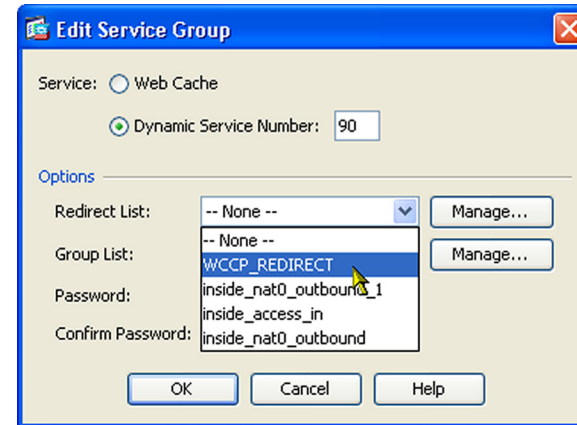 Edit Service Group
Service: Web Cache
Dynamic Service Number: 90
Options
Redirect List: -- None -- Manage...
-- None --
Group List: WCCP_REDIRECT Manage...
inside_nat0_outbound_1
Password:
inside_access_in
Confirm Password: inside_nat0_outbound
OK Cancel Help